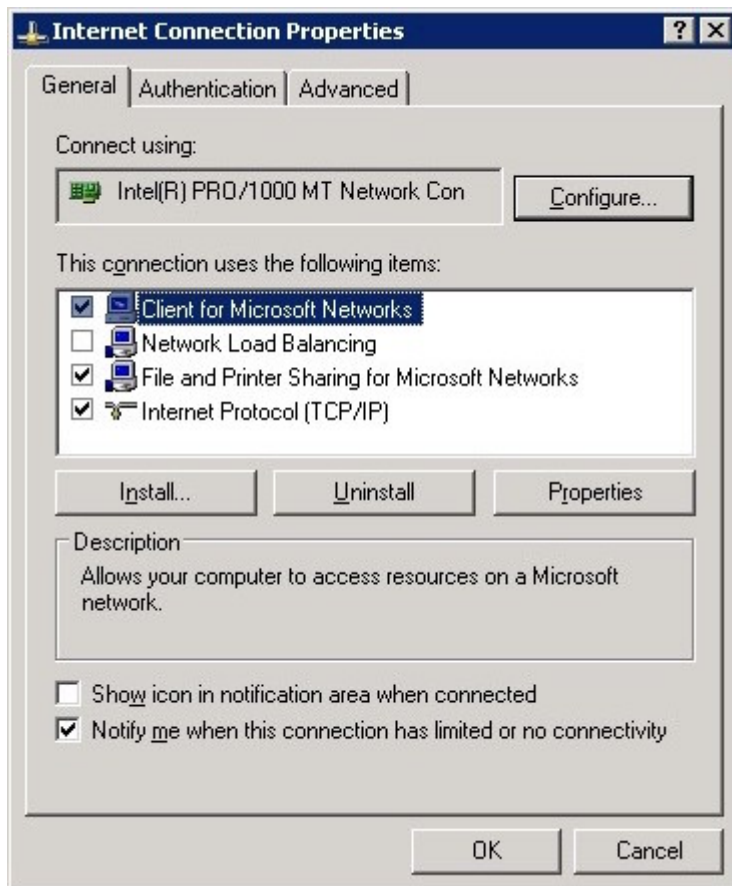 Internet Connection Properties
General Authentication Advanced
Connect using:
Intel(R) PRO/1000 MT Network Con
Configure...
This connection uses the following items:
Client for Microsoft Networks
Network Load Balancing
File and Printer Sharing for Microsoft Networks
Internet Protocol (TCP/IP)
Install... Uninstall Properties
Description
Allows your computer to access resources on a Microsoft
network.
Show icon in notification area when connected
Notify me when this connection has limited or no connectivity
OK Cancel